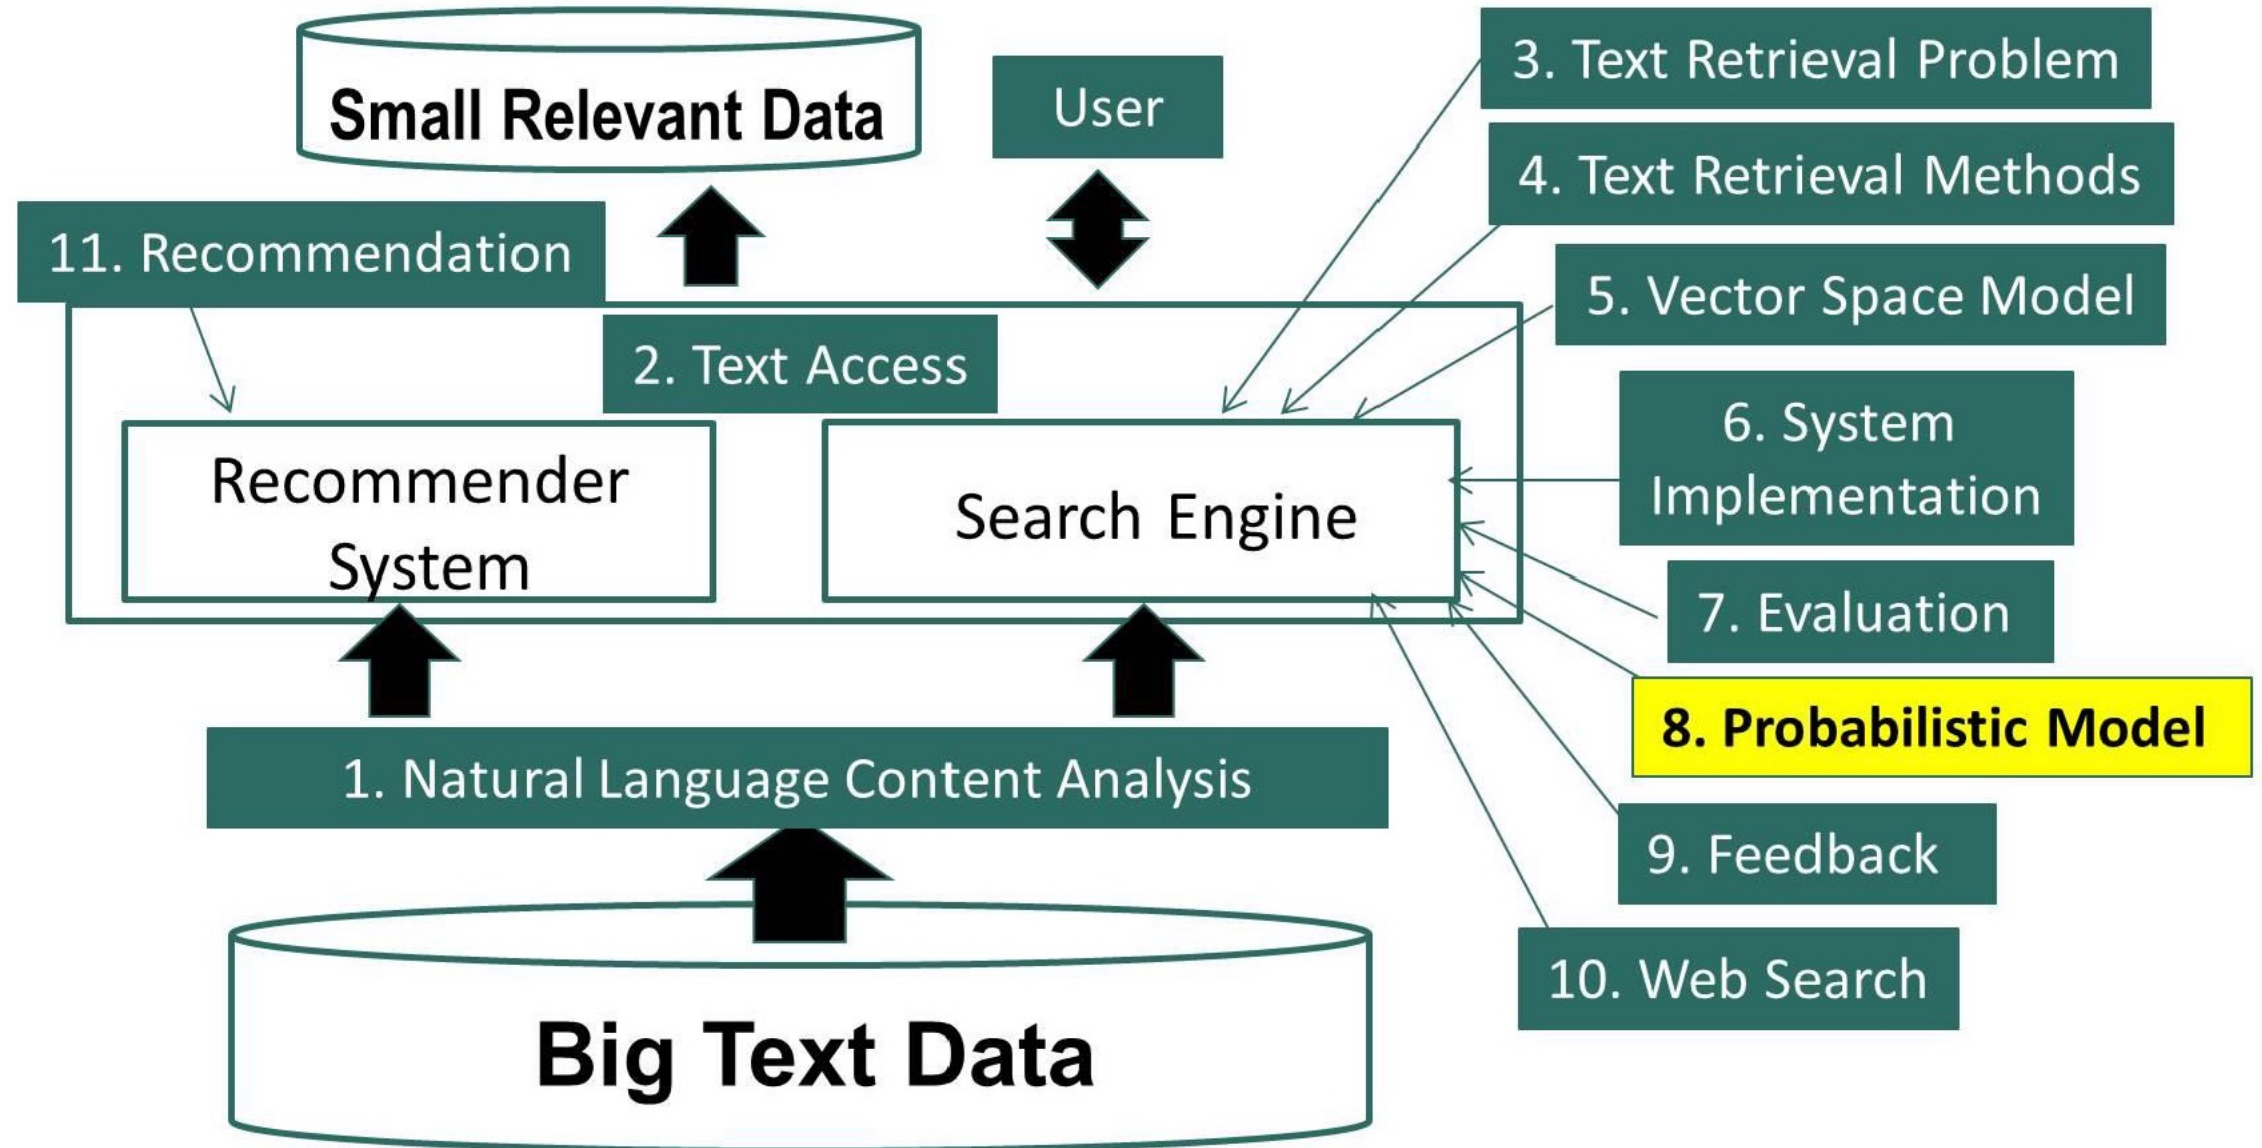 Small Relevant Data
User
3. Text Retrieval Problem
4. Text Retrieval Methods
11. Recommendation
5. Vector Space Model
2. Text Access
6. System
Implementation
Recommender
System
Search Engine
7. Evaluation
8. Probabilistic Model
1. Natural Language Content Analysis
9. Feedback
10. Web Search
Big Text Data